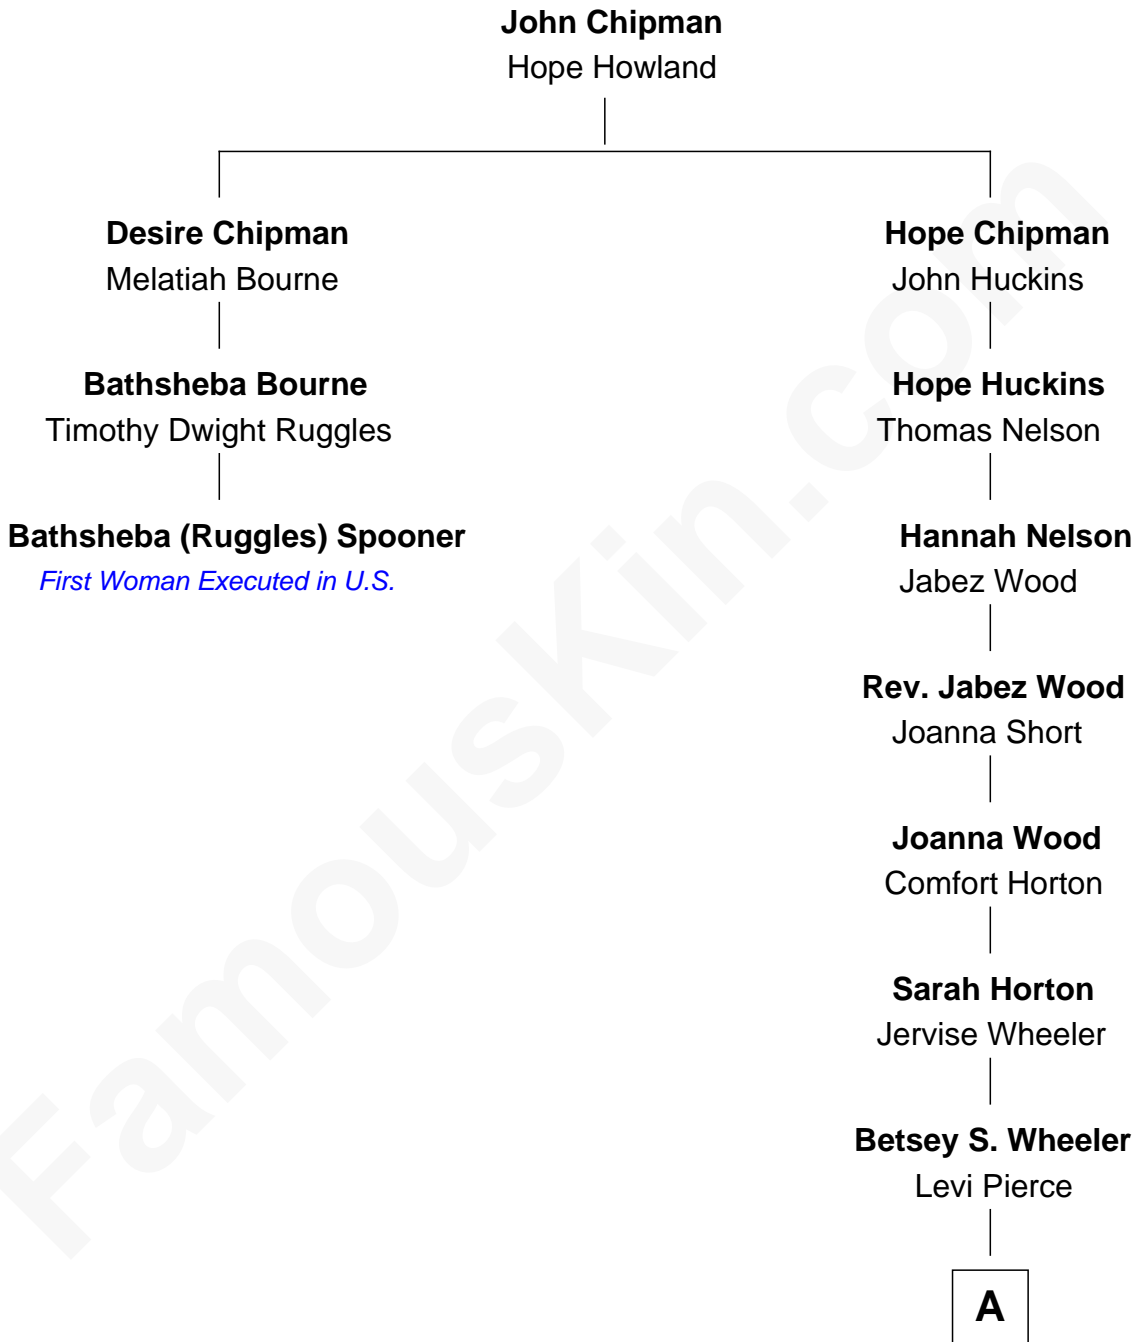 John Chipman
Hope Howland
Desire Chipman
Melatiah Bourne
Hope Chipman
John Huckins
Bathsheba Bourne
Timothy Dwight Ruggles
Hope Huckins
Thomas Nelson
Bathsheba (Ruggles) Spooner
First Woman Executed in U.S.
Hannah Nelson
Jabez Wood
Rev. Jabez Wood
Joanna Short
Joanna Wood
Comfort Horton
Sarah Horton
Jervise Wheeler
Betsey S. Wheeler
Levi Pierce
A
FamousKin.com